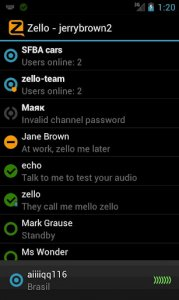 1:20
Zello - jerrybrown2
SFBA cars
Users online: 2
zello-team
Users online: 2
Маяк
Invalid channel password
Jane Brown
At work, zello me later
echo
Talk to me to test your audio
zello
They call me mello zello
Mark Grause
Standby
Ms Wonder
aiiiiqq116
Brasil